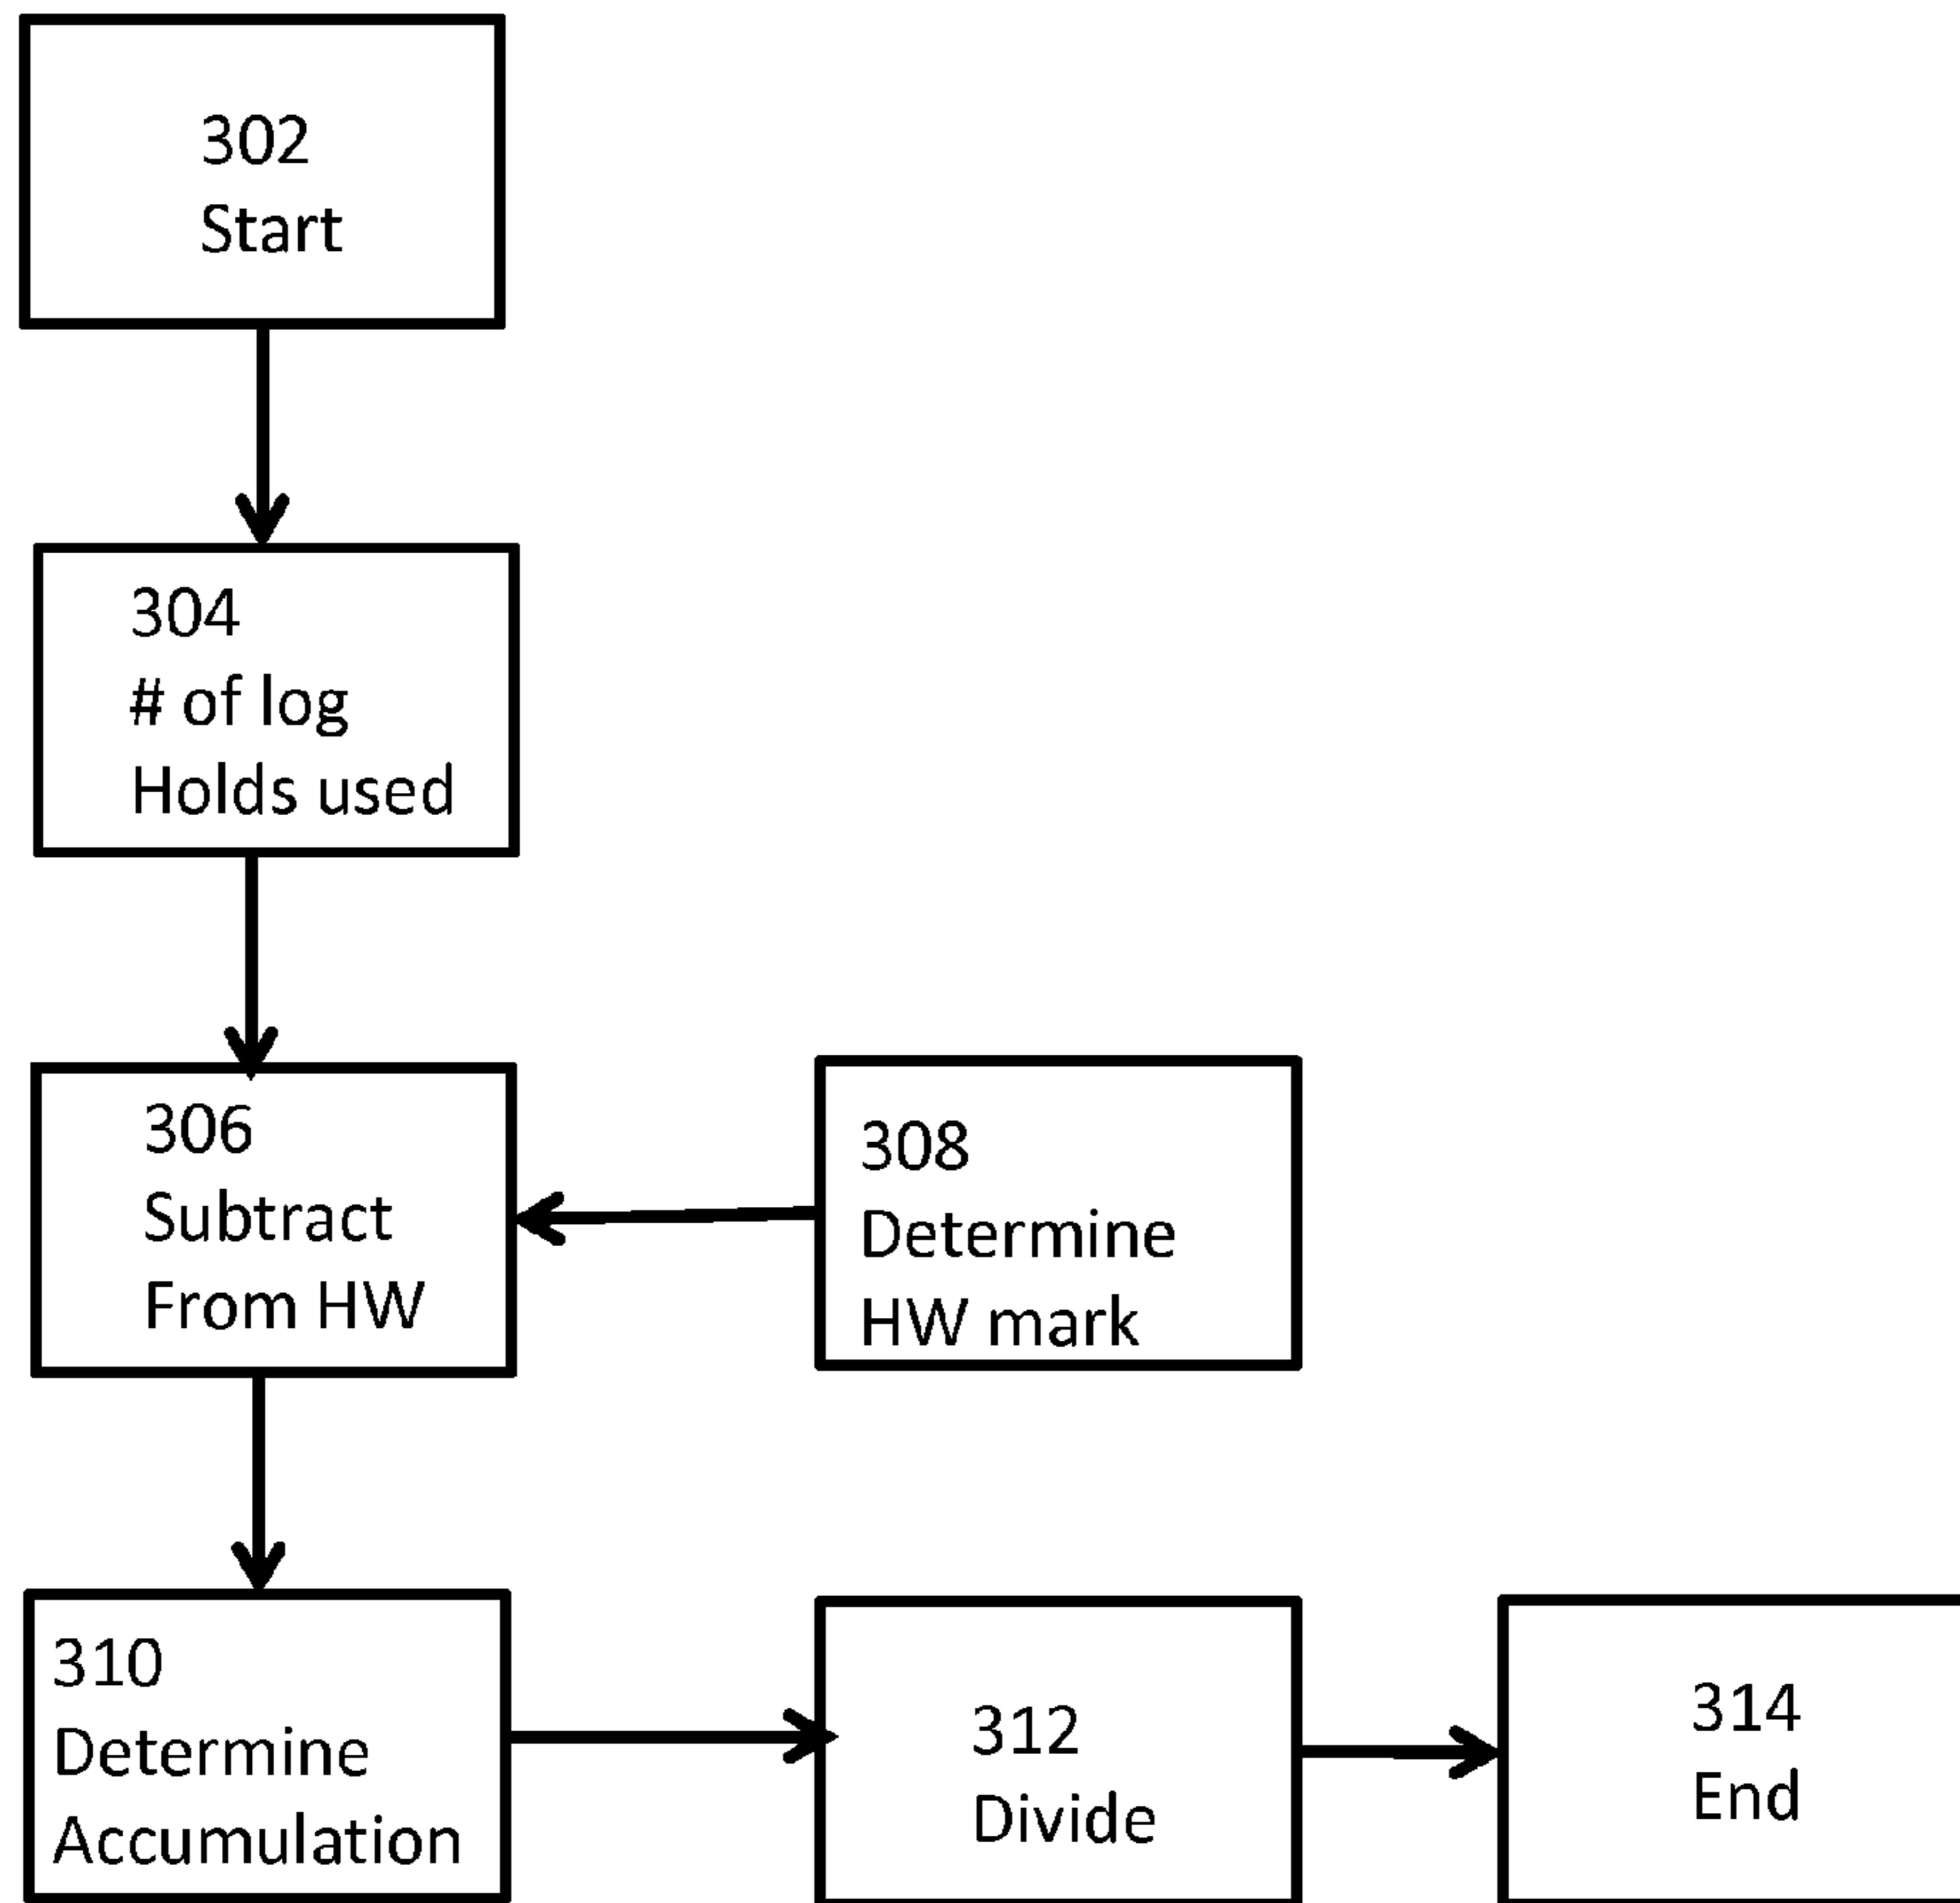 302
Start
304
# of log
Holds used
306
Subtract
From HW
308
Determine
HW mark
310
Determine
Accumulation
312
Divide
314
End